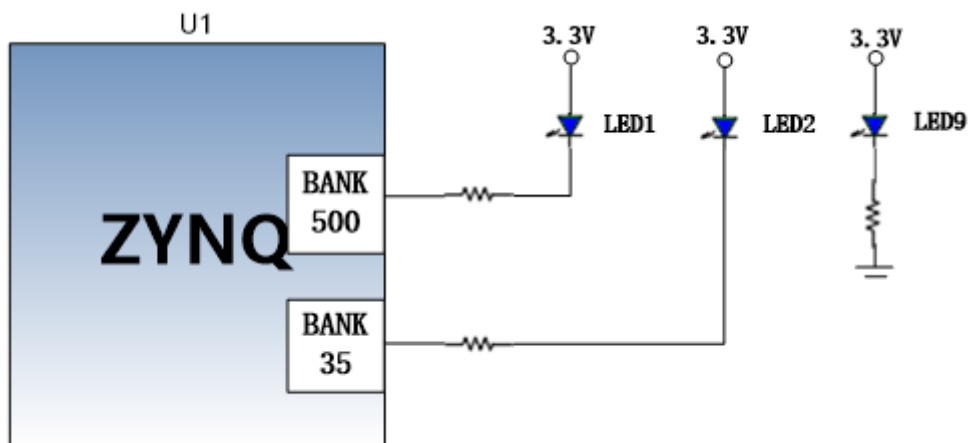 U1
3.3V
3.3V
3.3V
LED1
LED2
LED9
BANK
500
ZYNQ
BANK
35